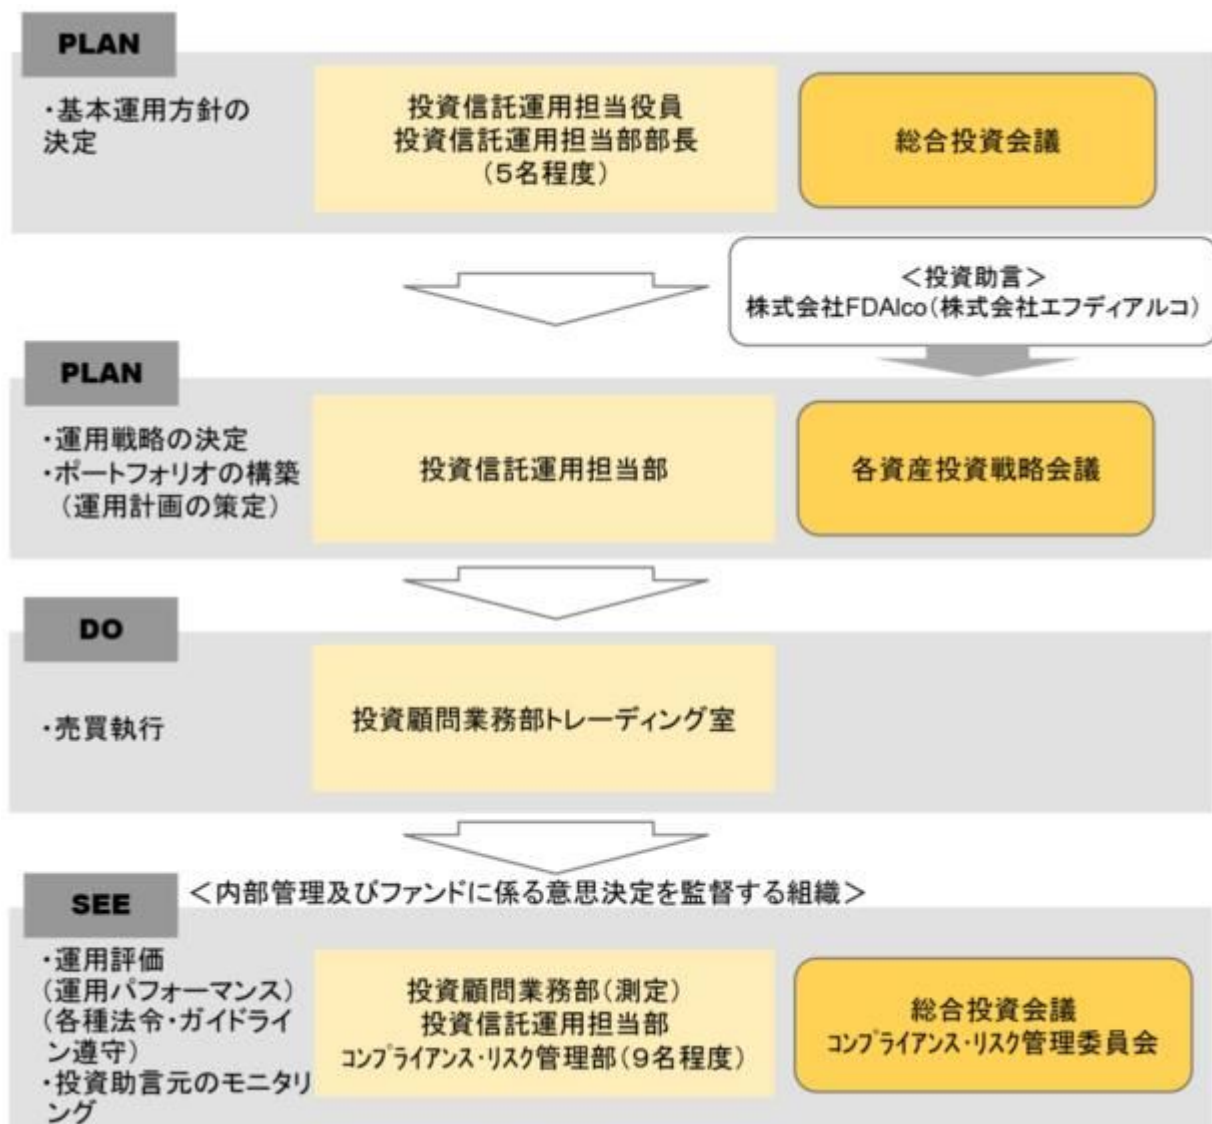 PLAN
・基本運用方針の
決定
投資信託運用担当役員
投資信託運用担当部部長
（5名程度）
総合投資会議
＜投資助言＞
株式会社FDAlco（株式会社エフディアルコ）
PLAN
・運用戦略の決定
・ポートフォリオの構築
（運用計画の策定）
投資信託運用担当部
各資産投資戦略会議
DO
・売買執行
投資顧問業務部トレーディング室
SEE
＜内部管理及びファンドに係る意思決定を監督する組織＞
・運用評価
（運用パフォーマンス）
（各種法令・ガイドライ
ン遵守）
・投資助言元のモニタリ
ング
投資顧問業務部（測定）
投資信託運用担当部
ｺﾝﾌﾟﾗｲｱﾝｽ・ﾘｽｸ管理部（9名程度）
総合投資会議
ｺﾝﾌﾟﾗｲｱﾝｽ・ﾘｽｸ管理委員会